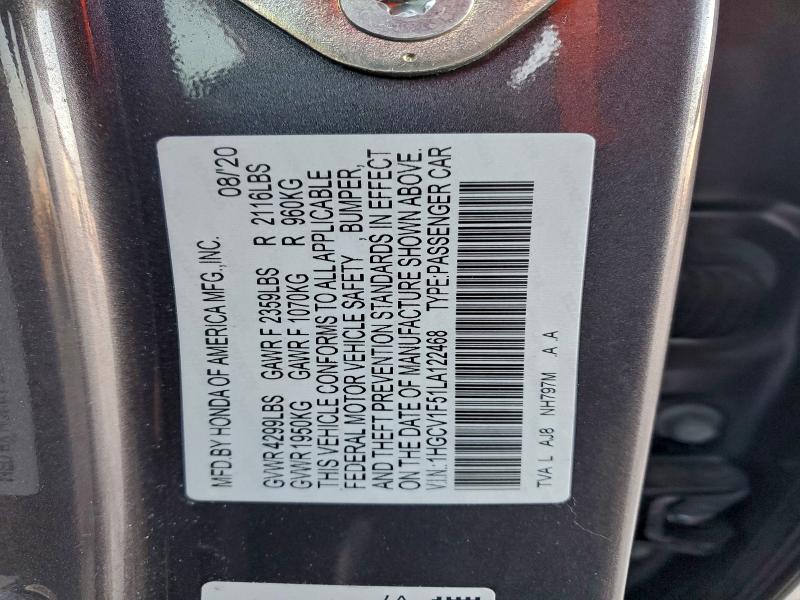 MFD.BY HONDA OF AMERICA MFG.,INC. 08/'20
GVWR 4299LBS GAWR F 2359LBS R 2116LBS
GVWR 1950KG GAWR F 1070KG R 960KG
THIS VEHICLE CONFORMS TO ALL APPLICABLE
FEDERAL MOTOR VEHICLE SAFETY , BUMPER,
AND THEFT PREVENTION STANDARDS IN EFFECT
ON THE DATE OF MANUFACTURE SHOWN ABOVE.
V.I.N.:1HGCV1F51LA122468 TYPE:PASSENGER CAR
TVA L AJ8 NH797M .A .A